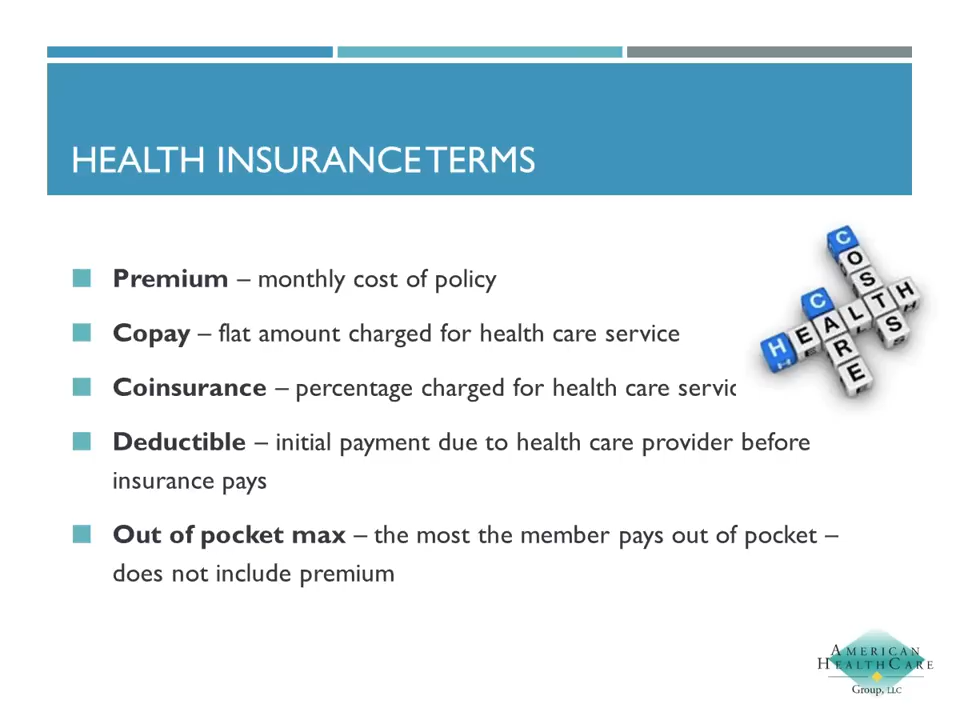 HEALTH INSURANCE TERMS
Premium – monthly cost of policy
Copay – flat amount charged for health care service
Coinsurance – percentage charged for health care servic
Deductible – initial payment due to health care provider before
insurance pays
Out of pocket max – the most the member pays out of pocket –
does not include premium
COSTS
HEALTH
CARE
AMERICAN
HEALTHCARE
Group, LLC